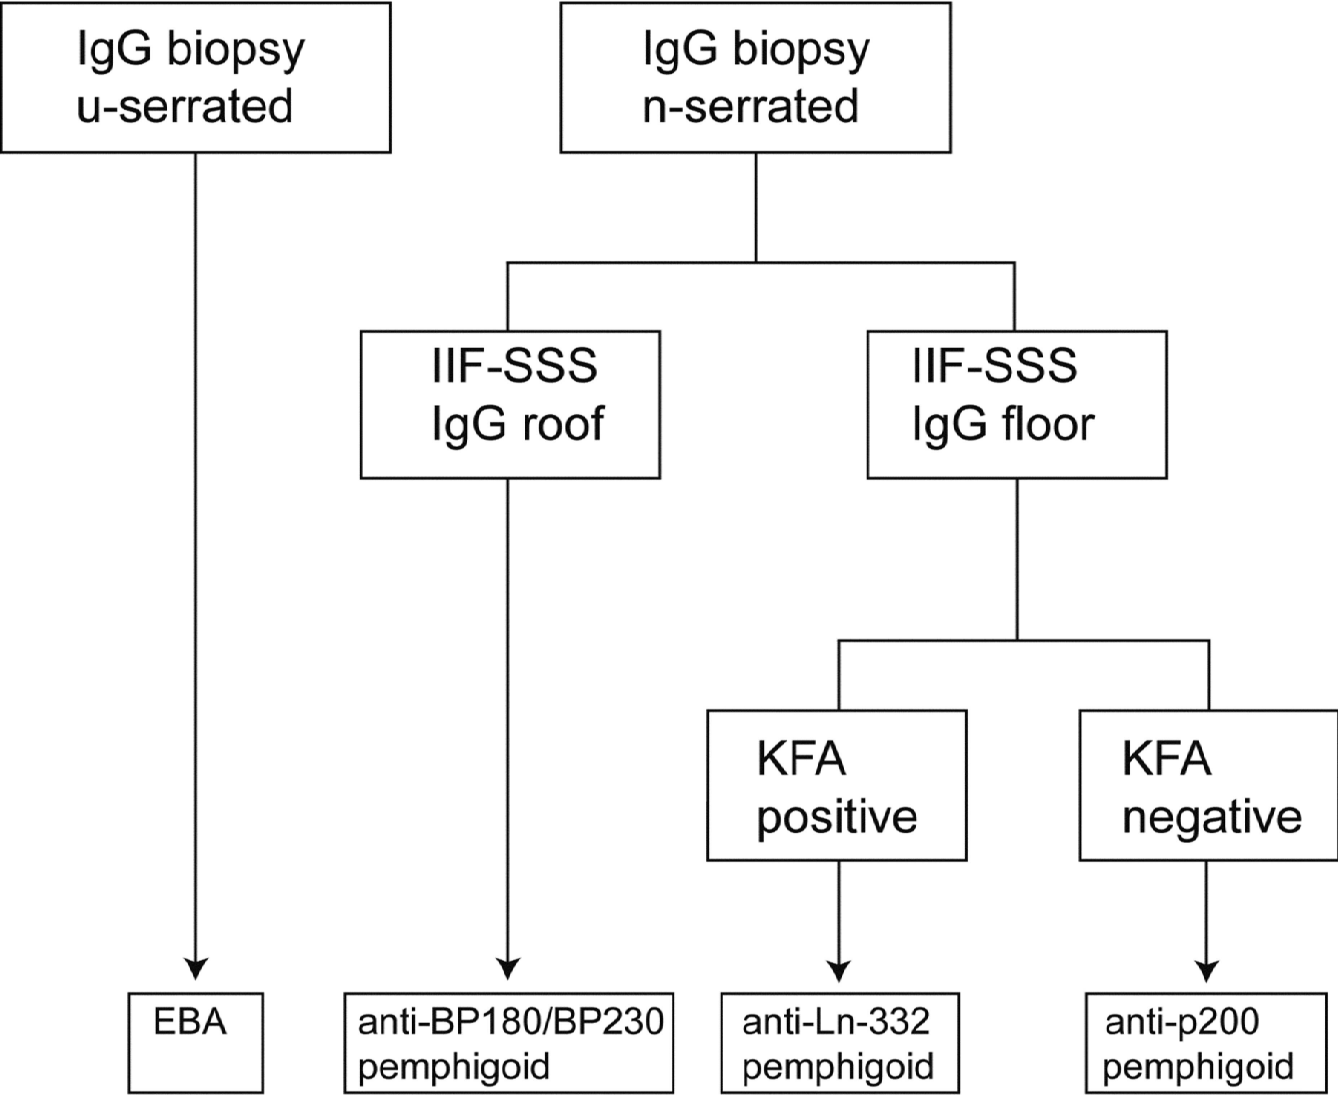 IgG biopsy
u-serrated
IgG biopsy
n-serrated
IIF-SSS
IgG roof
IIF-SSS
IgG floor
KFA
positive
KFA
negative
EBA
anti-BP180/BP230
pemphigoid
anti-Ln-332
pemphigoid
anti-p200
pemphigoid